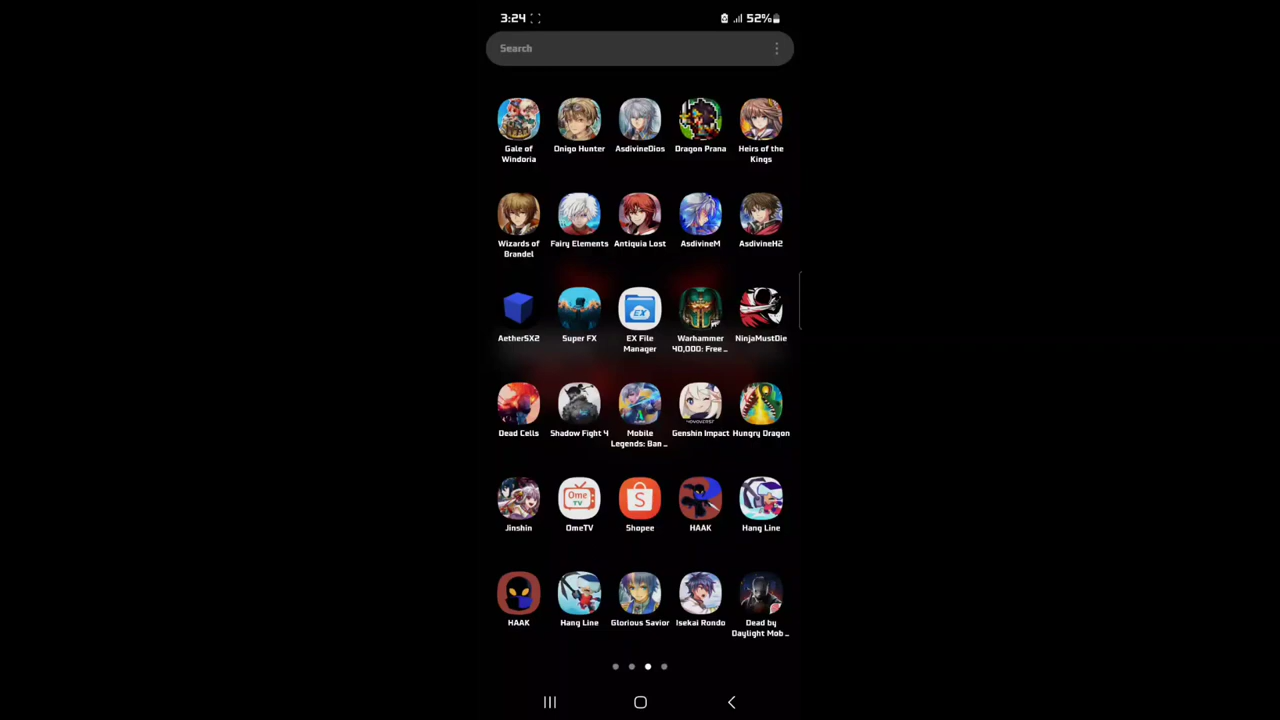 3:24
52%
Search
Gale of
Windoria
Onigo Hunter
AsdivineDios
Dragon Prana
Heirs of the
Kings
Wizards of
Brandel
Fairy Elements
Antiquia Lost
AsdivineM
AsdivineH2
AetherSX2
Super FX
EX
EX File
Manager
Warhammer
40,000: Free...
NinjaMustDie
Dead Cells
Shadow Fight 4
Mobile
Legends: Ban...
Genshin Impact
Hungry Dragon
Jinshin
Ome
TV
OmeTV
S
Shopee
HAAK
Hang Line
HAAK
Hang Line
Glorious Savior
Isekai Rondo
Dead by
Daylight Mob...